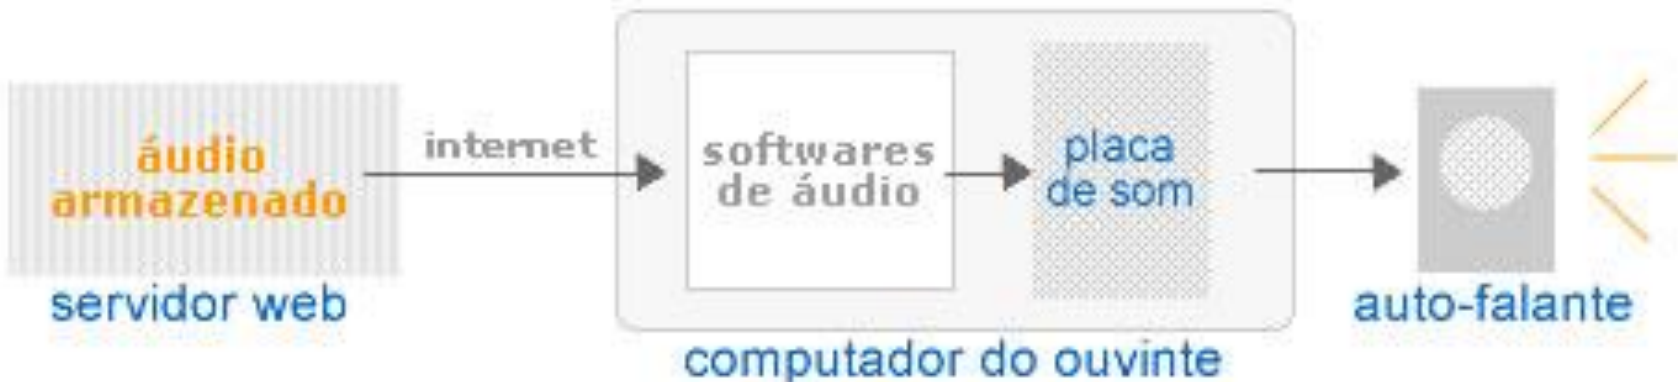 áudio
armazenado
servidor web
internet
softwares
de áudio
placa
de som
computador do ouvinte
auto-falante